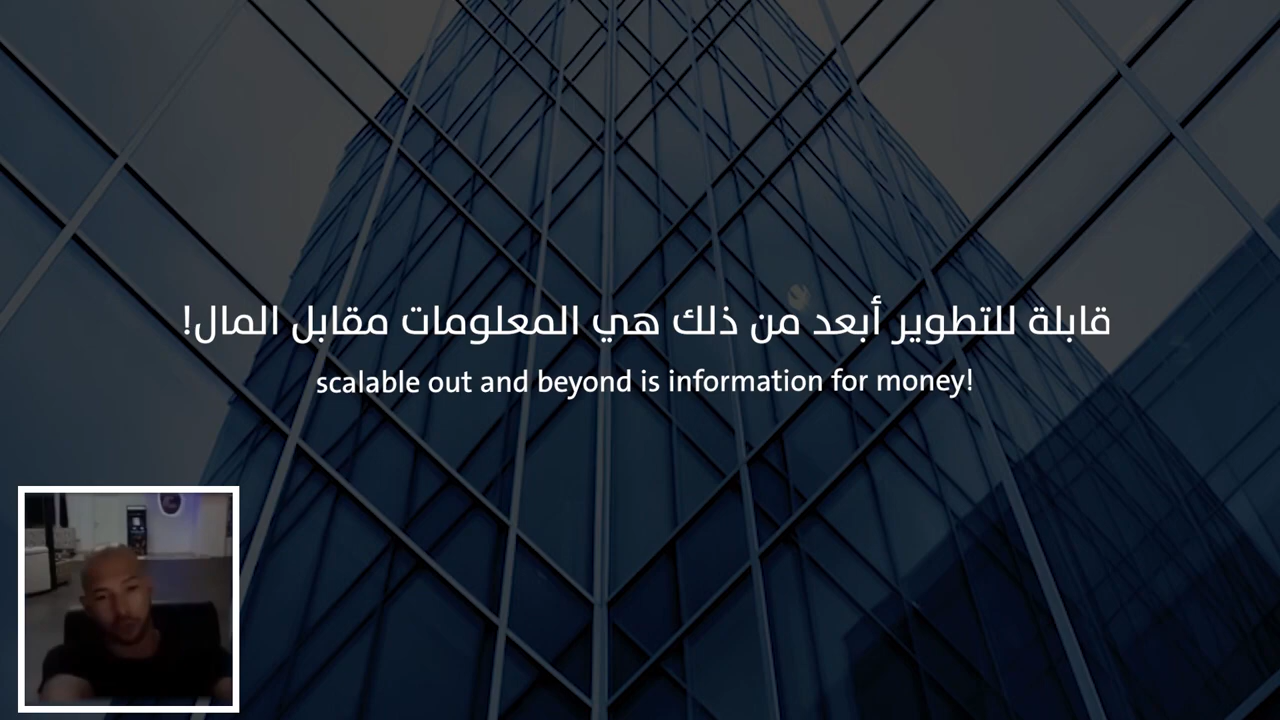 قابلة للتطوير أبعد من ذلك هي المعلومات مقابل المال!
scalable out and beyond is information for money!